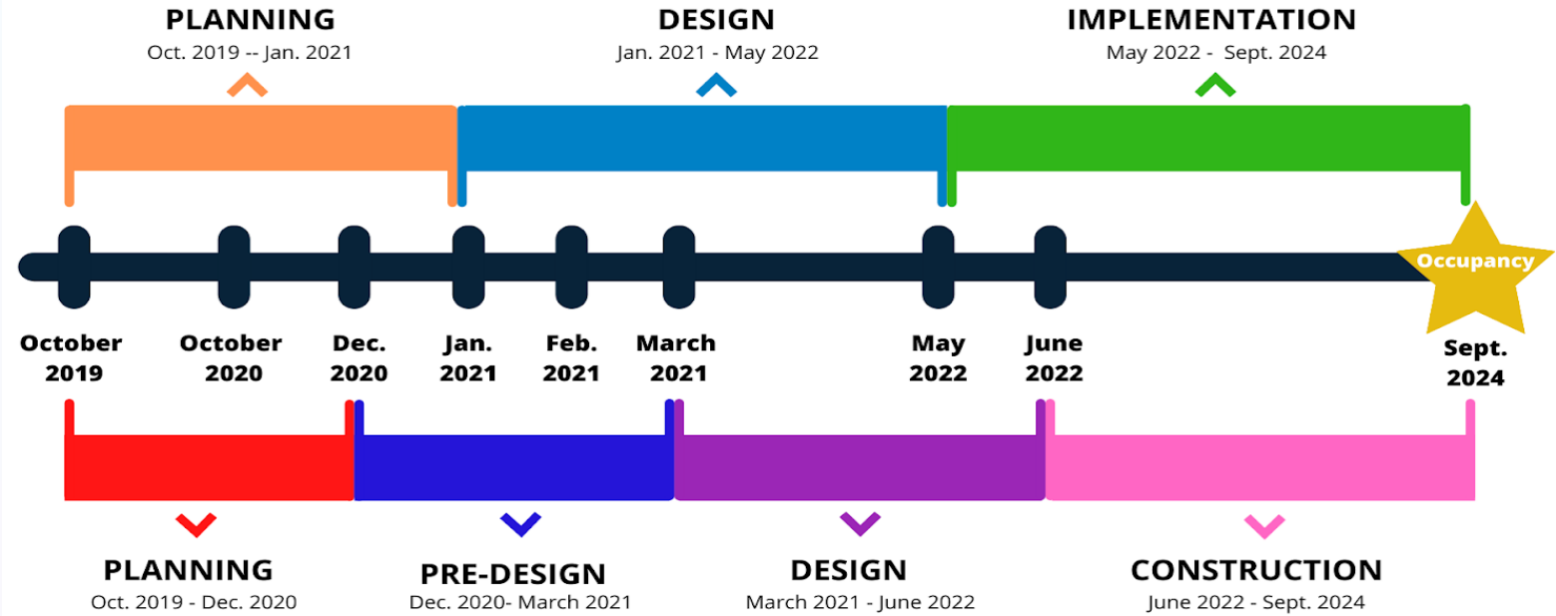 PLANNING
Oct. 2019 -- Jan. 2021
DESIGN
Jan. 2021 - May 2022
IMPLEMENTATION
May 2022 - Sept. 2024
Occupancy
October
2019
October
2020
Dec.
2020
Jan.
2021
Feb.
2021
March
2021
May
2022
June
2022
Sept.
2024
PLANNING
Oct. 2019 - Dec. 2020
PRE-DESIGN
Dec. 2020- March 2021
DESIGN
March 2021 - June 2022
CONSTRUCTION
June 2022 - Sept. 2024